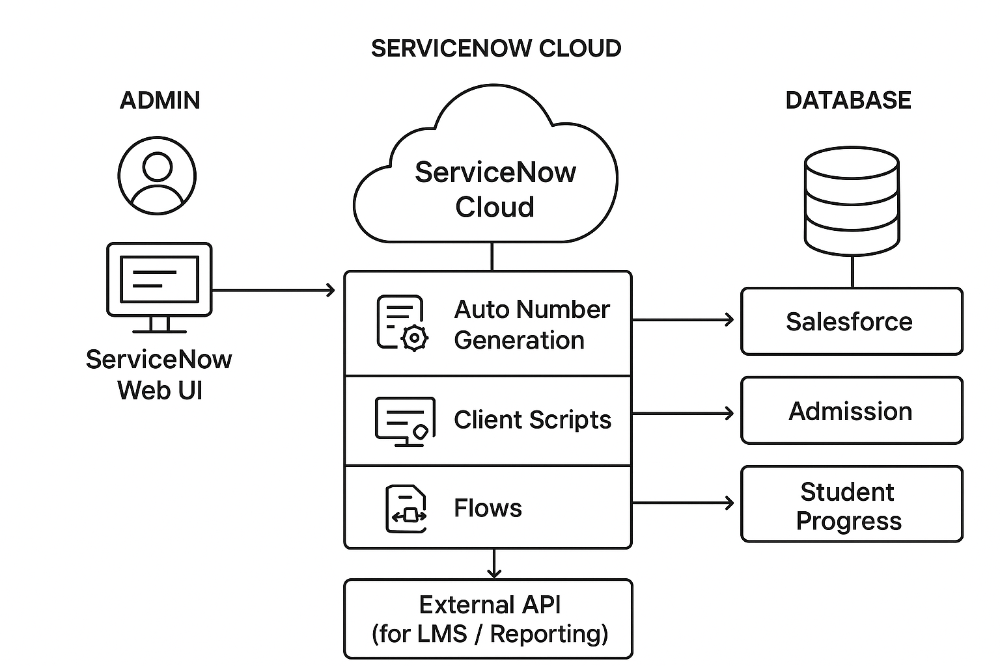 SERVICENOW CLOUD
ADMIN
DATABASE
ServiceNow
Cloud
ServiceNow
Web UI
Auto Number
Generation
Client Scripts
Flows
Salesforce
Admission
Student
Progress
External API
(for LMS / Reporting)